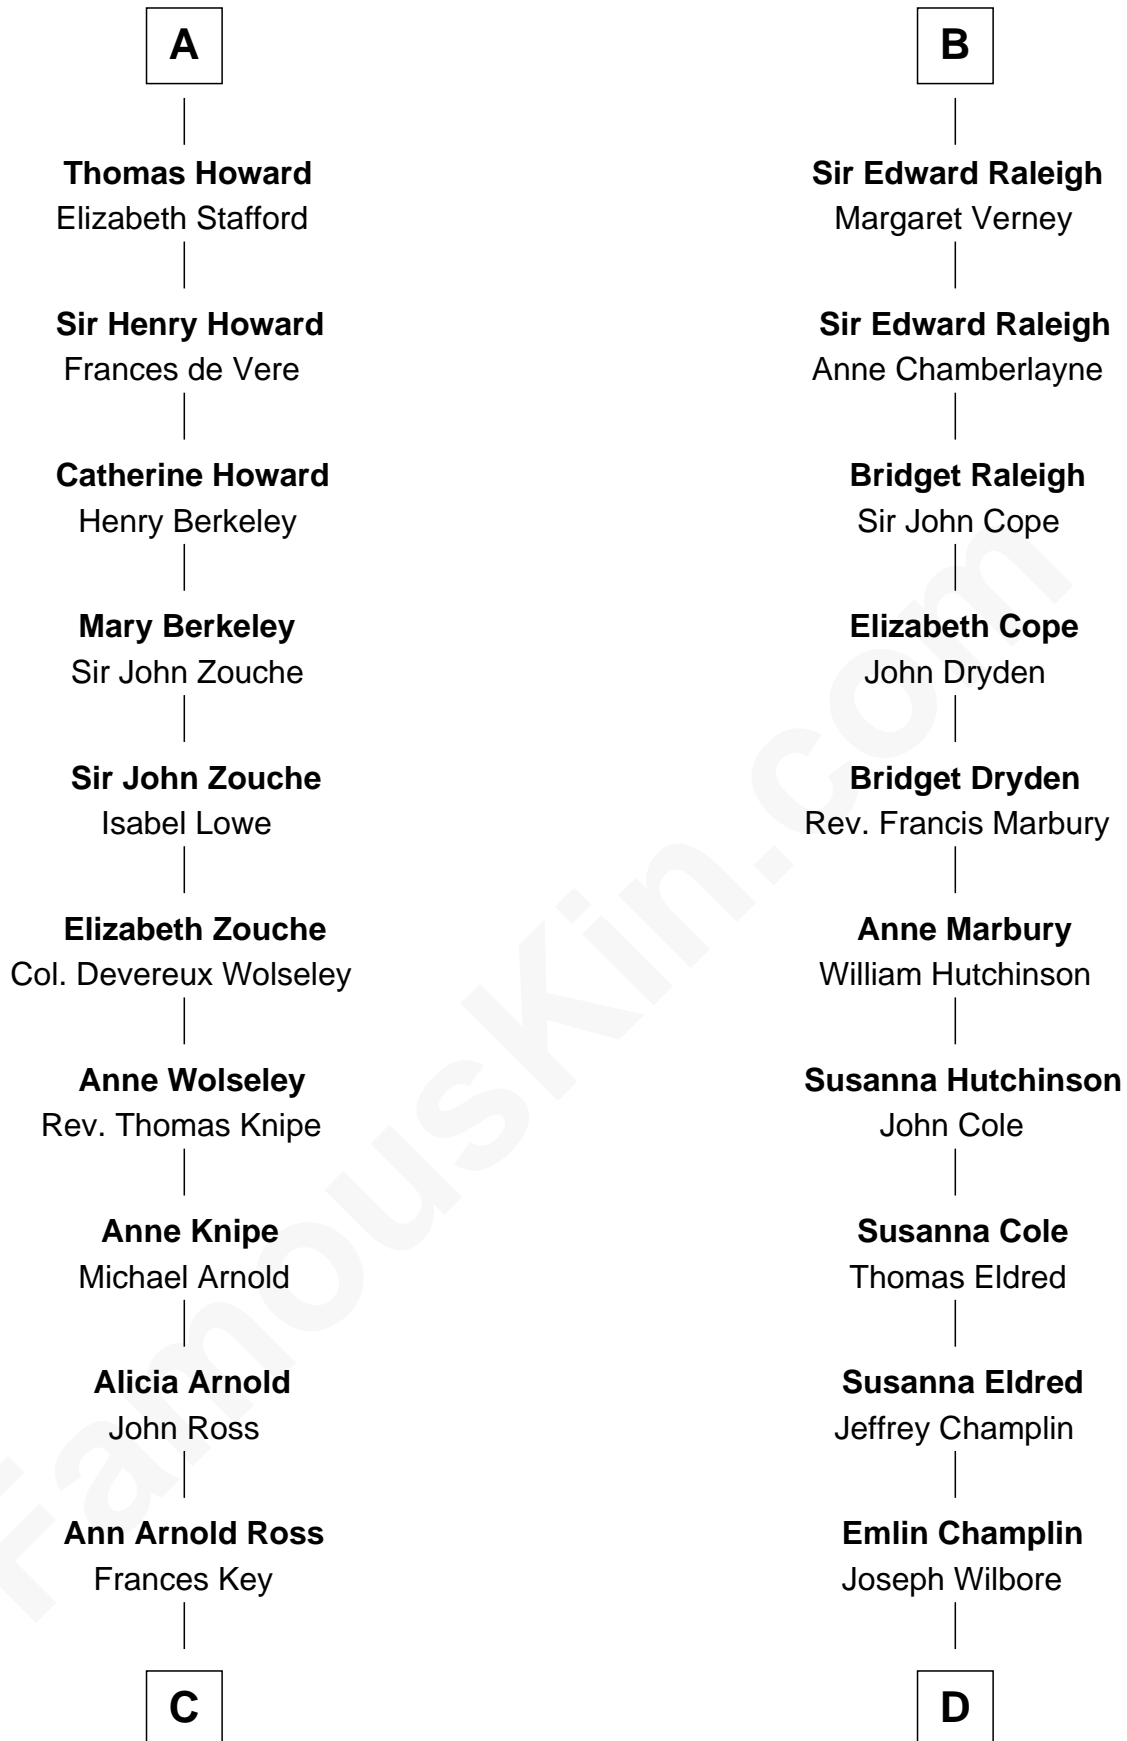 A
Thomas Howard
Elizabeth Stafford
Sir Henry Howard
Frances de Vere
Catherine Howard
Henry Berkeley
Mary Berkeley
Sir John Zouche
Sir John Zouche
Isabel Lowe
Elizabeth Zouche
Col. Devereux Wolseley
Anne Wolseley
Rev. Thomas Knipe
Anne Knipe
Michael Arnold
Alicia Arnold
John Ross
Ann Arnold Ross
Frances Key
C
B
Sir Edward Raleigh
Margaret Verney
Sir Edward Raleigh
Anne Chamberlayne
Bridget Raleigh
Sir John Cope
Elizabeth Cope
John Dryden
Bridget Dryden
Rev. Francis Marbury
Anne Marbury
William Hutchinson
Susanna Hutchinson
John Cole
Susanna Cole
Thomas Eldred
Susanna Eldred
Jeffrey Champlin
Emlin Champlin
Joseph Wilbore
D
FamousKin.com